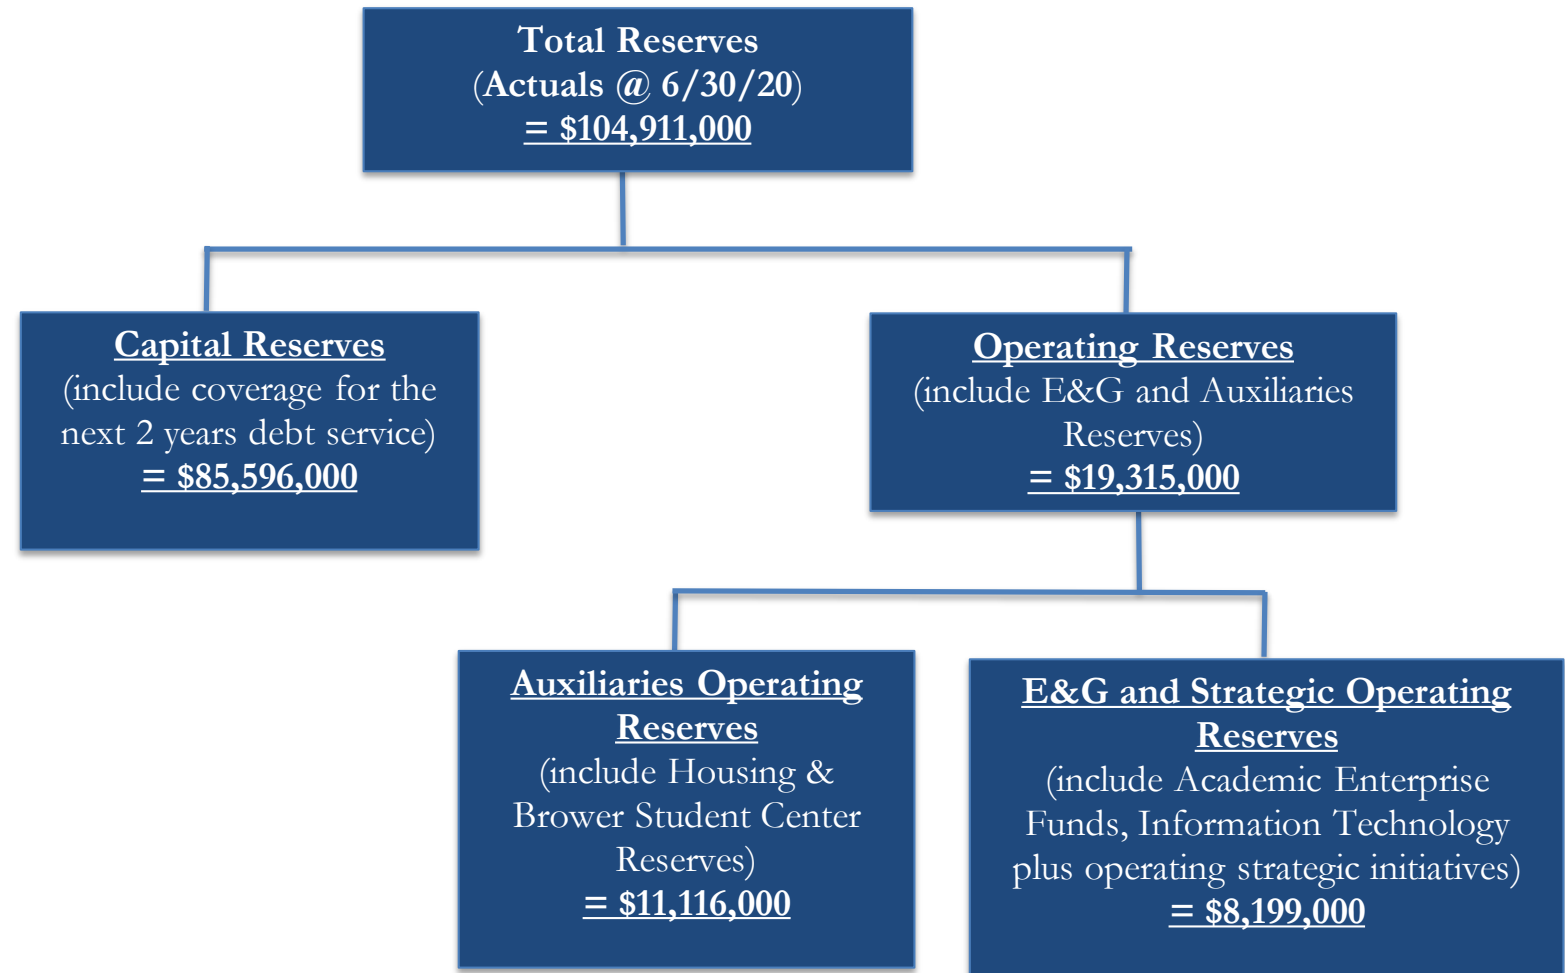 Total Reserves
(Actuals @ 6/30/20)
= $104,911,000
Capital Reserves
(include coverage for the
next 2 years debt service)
= $85,596,000
Operating Reserves
(include E&G and Auxiliaries
Reserves)
= $19,315,000
Auxiliaries Operating
Reserves
(include Housing &
Brower Student Center
Reserves)
= $11,116,000
E&G and Strategic Operating
Reserves
(include Academic Enterprise
Funds, Information Technology
plus operating strategic initiatives)
= $8,199,000